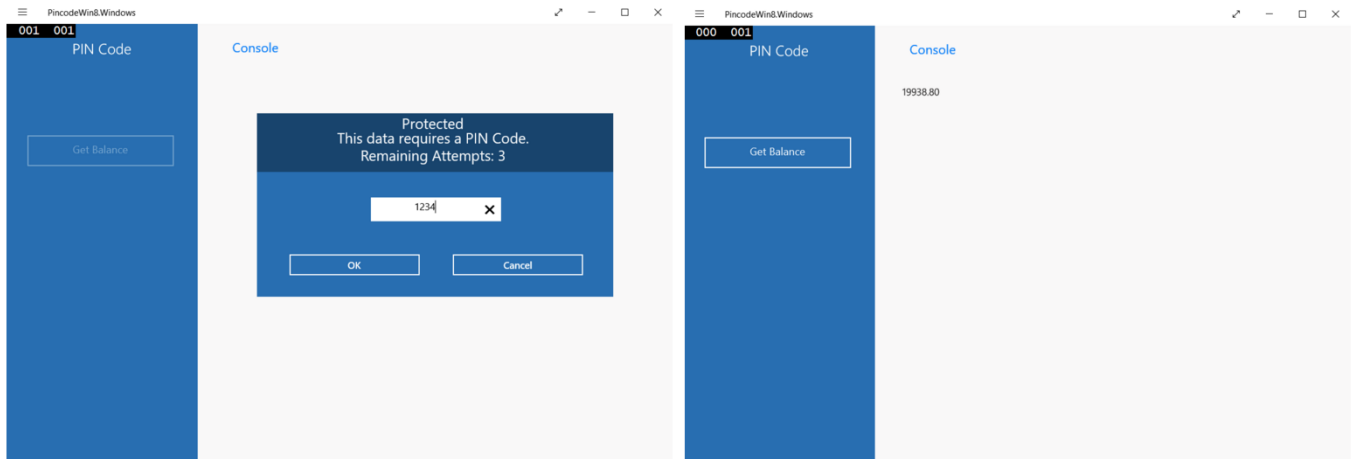 PincodeWin8.Windows
001 001
PIN Code
Console
Get Balance
Protected
This data requires a PIN Code.
Remaining Attempts: 3
1234
OK
Cancel
PincodeWin8.Windows
000 001
PIN Code
Console
19938.80
Get Balance